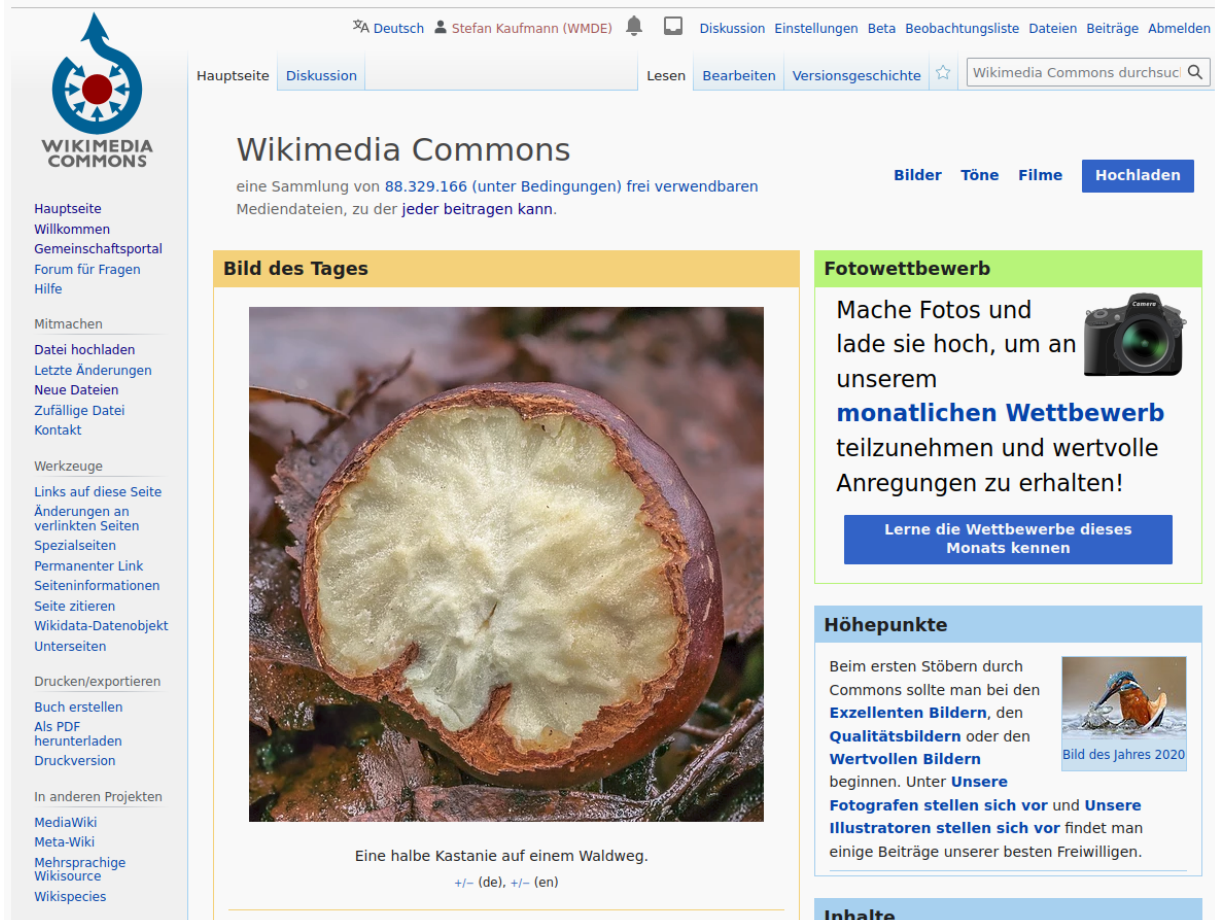 Deutsch Stefan Kaufmann (WMDE) Diskussion Einstellungen Beta Beobachtungsliste Dateien Beiträge Abmelden
Hauptseite Diskussion Lesen Bearbeiten Versionsgeschichte Wikimedia Commons durchsuc
WIKIMEDIA
COMMONS
Hauptseite
Willkommen
Gemeinschaftsportal
Forum für Fragen
Hilfe
Mitmachen
Datei hochladen
Letzte Änderungen
Neue Dateien
Zufällige Datei
Kontakt
Werkzeuge
Links auf diese Seite
Änderungen an
verlinkten Seiten
Spezialseiten
Permanenter Link
Seiteninformationen
Seite zitieren
Wikidata-Datenobjekt
Unterseiten
Drucken/exportieren
Buch erstellen
Als PDF
herunterladen
Druckversion
In anderen Projekten
MediaWiki
Meta-Wiki
Mehrsprachige
Wikisource
Wikispecies
Wikimedia Commons
eine Sammlung von 88.329.166 (unter Bedingungen) frei verwendbaren
Mediendateien, zu der jeder beitragen kann.
Bilder Töne Filme Hochladen
Bild des Tages
Eine halbe Kastanie auf einem Waldweg.
+/− (de), +/− (en)
Fotowettbewerb
Camera
Mache Fotos und
lade sie hoch, um an
unserem
monatlichen Wettbewerb
teilzunehmen und wertvolle
Anregungen zu erhalten!
Lerne die Wettbewerbe dieses
Monats kennen
Höhepunkte
Beim ersten Stöbern durch
Commons sollte man bei den
Exzellenten Bildern, den
Qualitätsbildern oder den
Wertvollen Bildern
beginnen. Unter Unsere
Fotografen stellen sich vor und Unsere
Illustratoren stellen sich vor findet man
einige Beiträge unserer besten Freiwilligen.
Bild des Jahres 2020
Inhalte